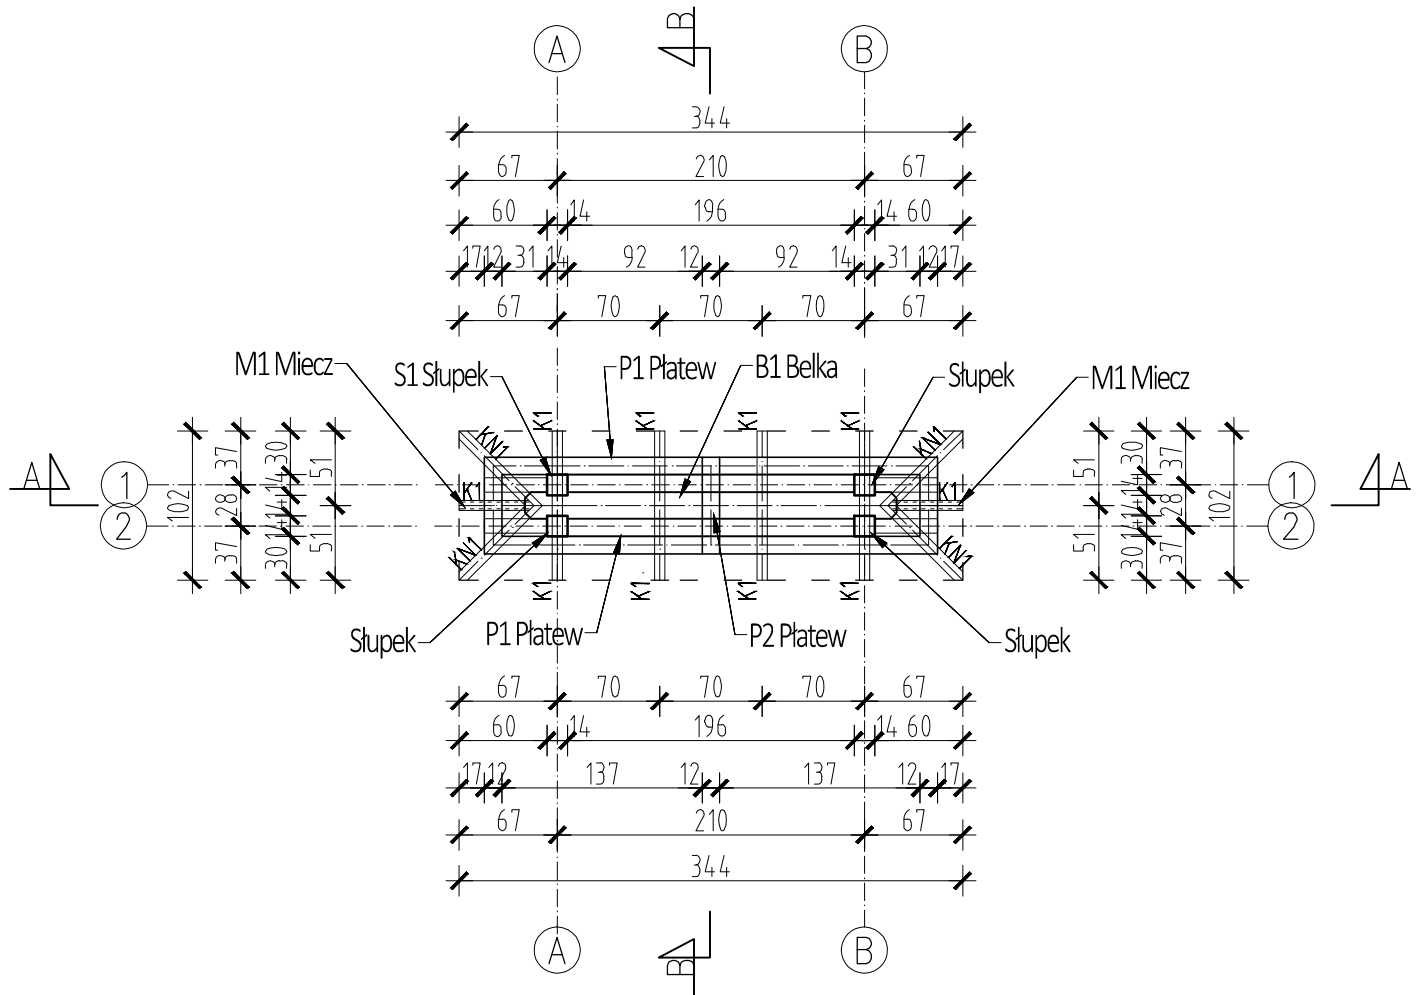 B
A B
344
67 210 67
60 14 196 14 60
17 12 31 14 92 12 92 14 31 12 17
67 70 70 70 67
M1 Miecz S1 Słupek P1 Płatew B1 Belka Słupek M1 Miecz
K1 K1 K1 K1
KN1 KN1
A 1 102 37 28 37 30 14 14 14 30 51 51 K1 K1 51 51 30 14 14 14 30 37 28 37 102 1 A
2 2
KN1 KN1
K1 K1 K1 K1
Słupek P1 Płatew P2 Płatew Słupek
67 70 70 70 67
60 14 196 14 60
17 12 137 12 137 12 17
67 210 67
344
A B
B